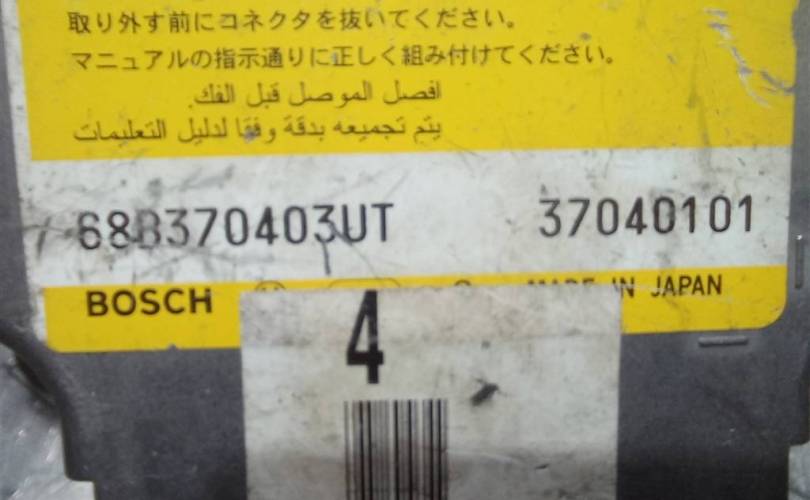 取り外す前にコネクタを抜いてください。
マニュアルの指示通りに正しく組み付けてください。
افصل الموصل قبل الفك.
يتم تجميعه بدقة وفقا لدليل التعليمات
68B370403UT 37040101
BOSCH MADE IN JAPAN
4